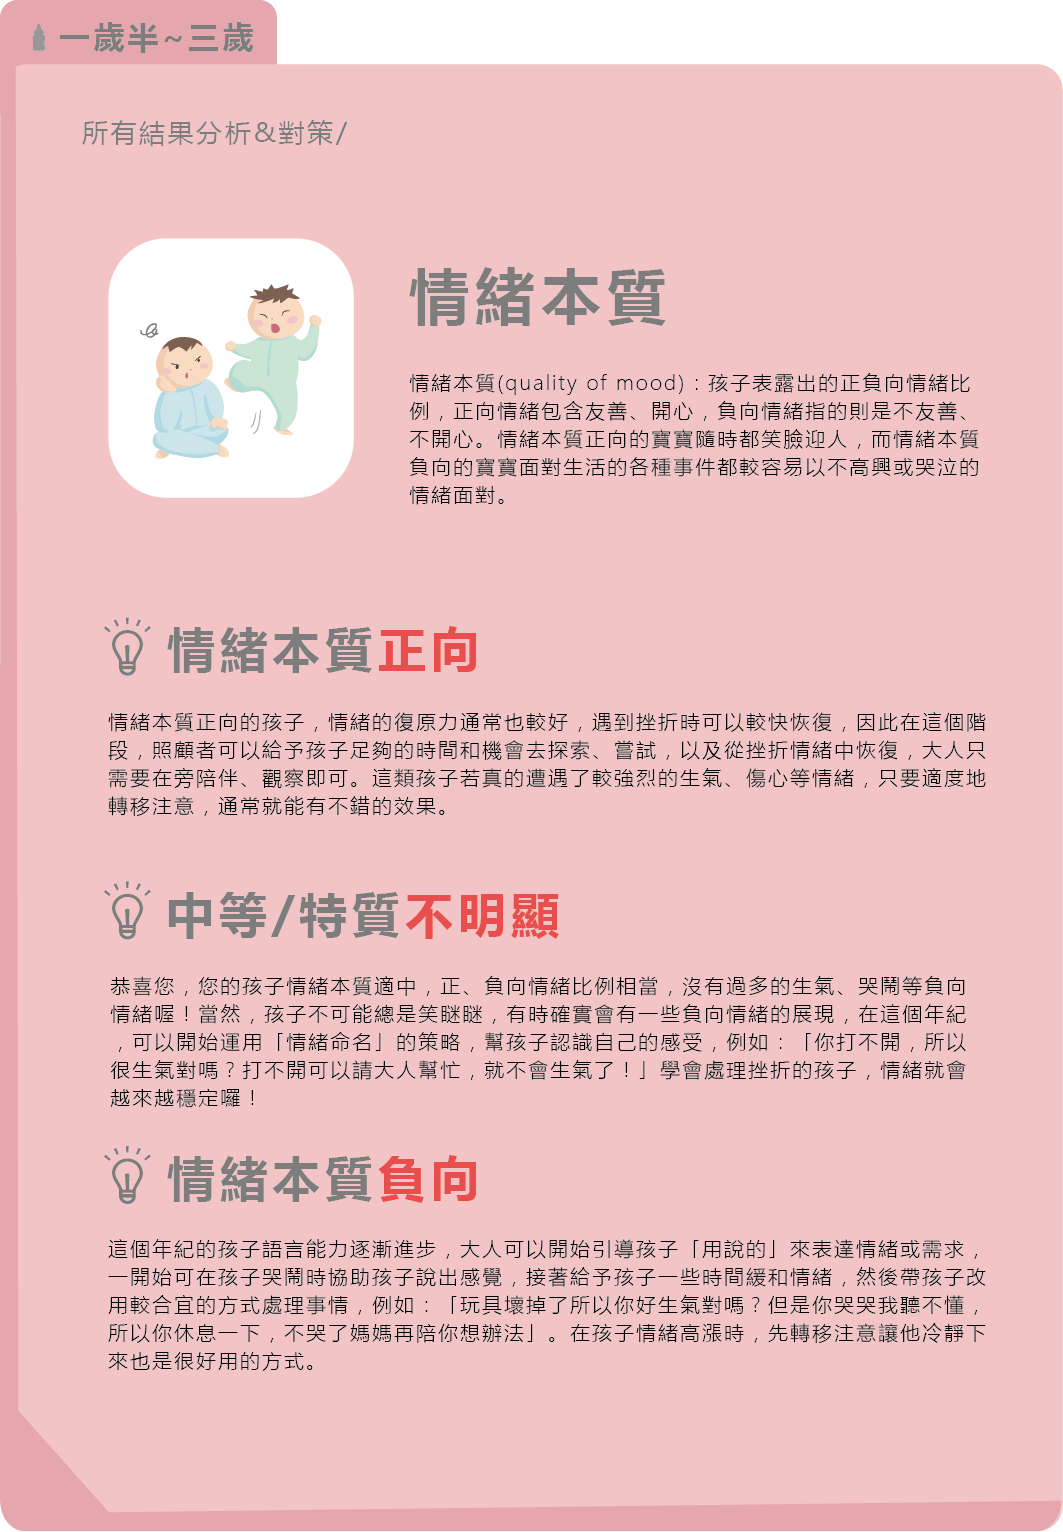 一歲半~三歲
所有結果分析&對策/
情緒本質
情緒本質(quality of mood)：孩子表露出的正負向情緒比
例，正向情緒包含友善、開心，負向情緒指的則是不友善、
不開心。情緒本質正向的寶寶隨時都笑臉迎人，而情緒本質
負向的寶寶面對生活的各種事件都較容易以不高興或哭泣的
情緒面對。
情緒本質正向
情緒本質正向的孩子，情緒的復原力通常也較好，遇到挫折時可以較快恢復，因此在這個階
段，照顧者可以給予孩子足夠的時間和機會去探索、嘗試，以及從挫折情緒中恢復，大人只
需要在旁陪伴、觀察即可。這類孩子若真的遭遇了較強烈的生氣、傷心等情緒，只要適度地
轉移注意，通常就能有不錯的效果。
中等/特質不明顯
恭喜您，您的孩子情緒本質適中，正、負向情緒比例相當，沒有過多的生氣、哭鬧等負向
情緒喔！當然，孩子不可能總是笑瞇瞇，有時確實會有一些負向情緒的展現，在這個年紀
，可以開始運用「情緒命名」的策略，幫孩子認識自己的感受，例如：「你打不開，所以
很生氣對嗎？打不開可以請大人幫忙，就不會生氣了！」學會處理挫折的孩子，情緒就會
越來越穩定囉！
情緒本質負向
這個年紀的孩子語言能力逐漸進步，大人可以開始引導孩子「用說的」來表達情緒或需求，
一開始可在孩子哭鬧時協助孩子說出感覺，接著給予孩子一些時間緩和情緒，然後帶孩子改
用較合宜的方式處理事情，例如：「玩具壞掉了所以你好生氣對嗎？但是你哭哭我聽不懂，
所以你休息一下，不哭了媽媽再陪你想辦法」。在孩子情緒高漲時，先轉移注意讓他冷靜下
來也是很好用的方式。